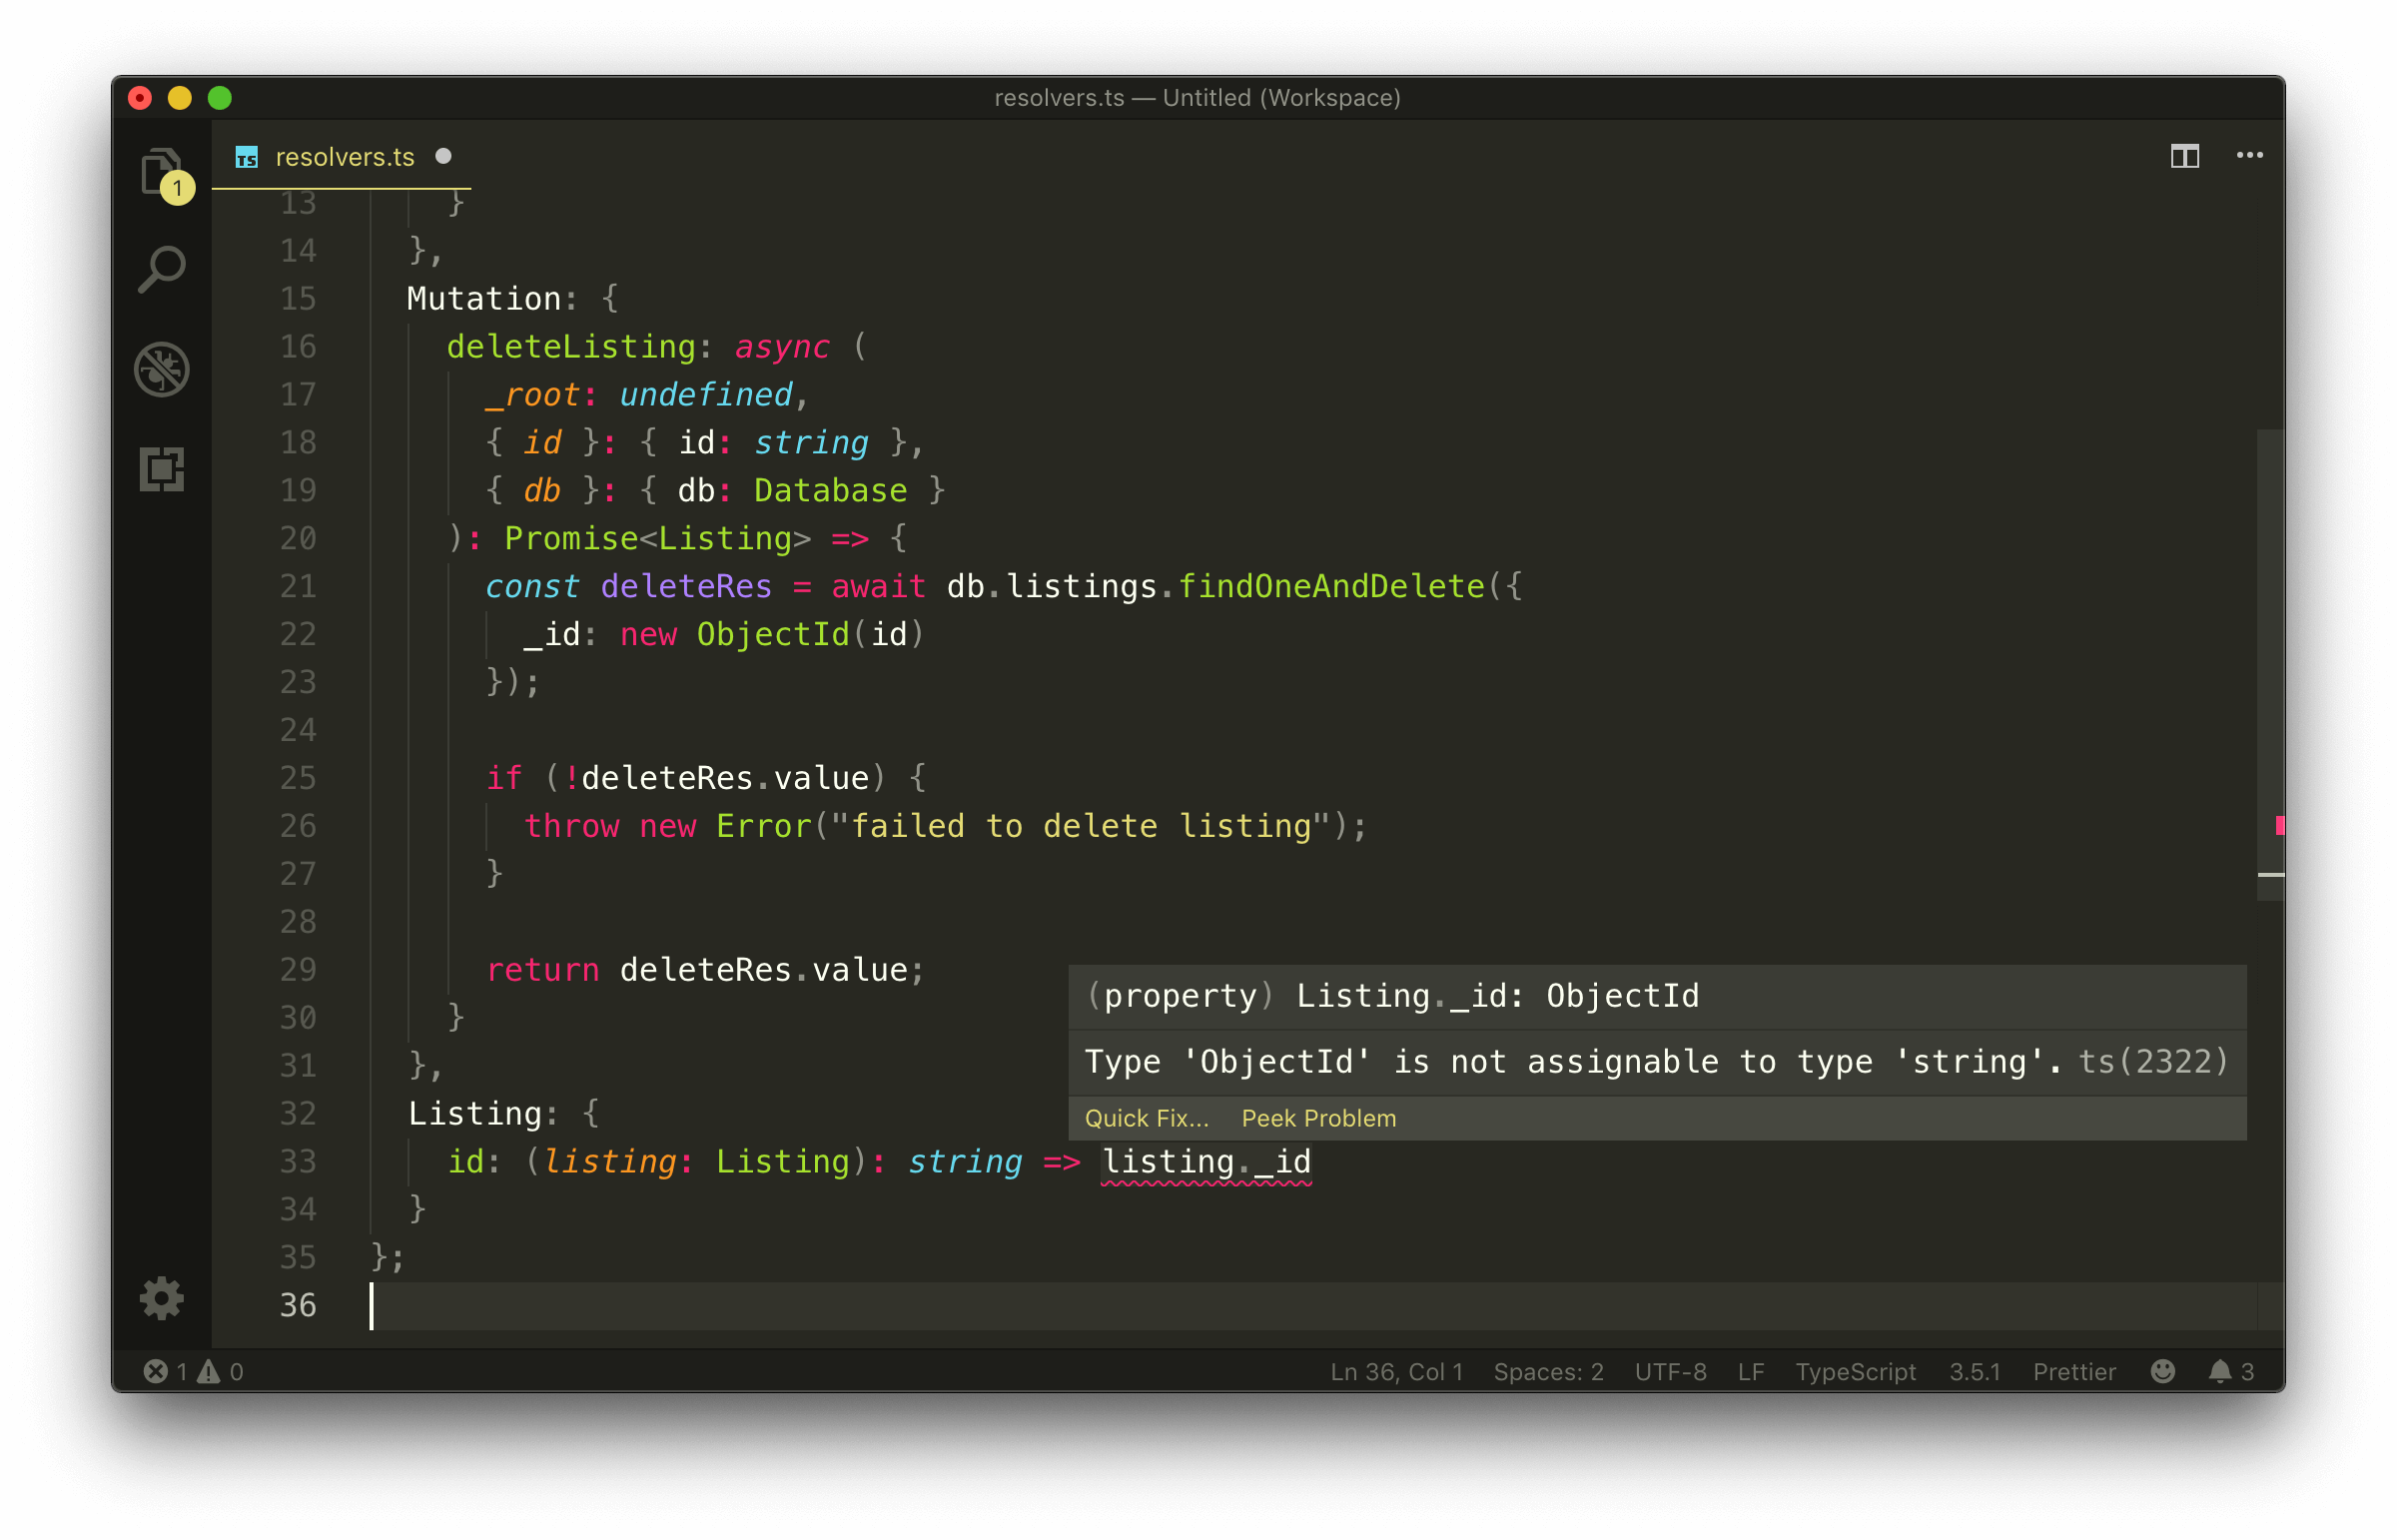 resolvers.ts — Untitled (Workspace)
1
TS resolvers.ts
13 }
14 },
15 Mutation: {
16 deleteListing: async (
17 _root: undefined,
18 { id }: { id: string },
19 { db }: { db: Database }
20 ): Promise<Listing> => {
21 const deleteRes = await db.listings.findOneAndDelete({
22 _id: new ObjectId(id)
23 });
24
25 if (!deleteRes.value) {
26 throw new Error("failed to delete listing");
27 }
28
29 return deleteRes.value;
30 }
31 },
(property) Listing._id: ObjectId
Type 'ObjectId' is not assignable to type 'string'. ts(2322)
Quick Fix... Peek Problem
32 Listing: {
33 id: (listing: Listing): string => listing._id
34 }
35 };
36
1 0 Ln 36, Col 1 Spaces: 2 UTF-8 LF TypeScript 3.5.1 Prettier 3